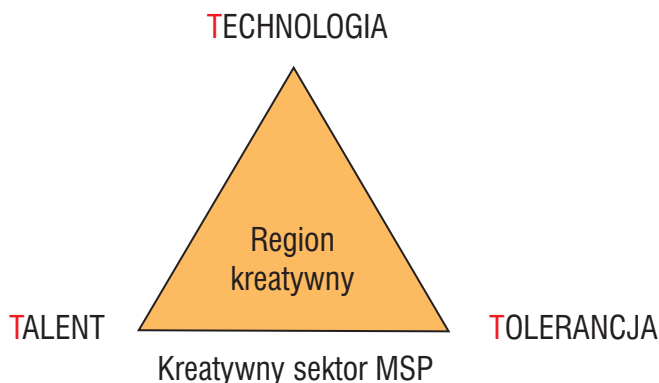 TECHNOLOGIA
Region
kreatywny
TALENT
TOLERANCJA
Kreatywny sektor MSP